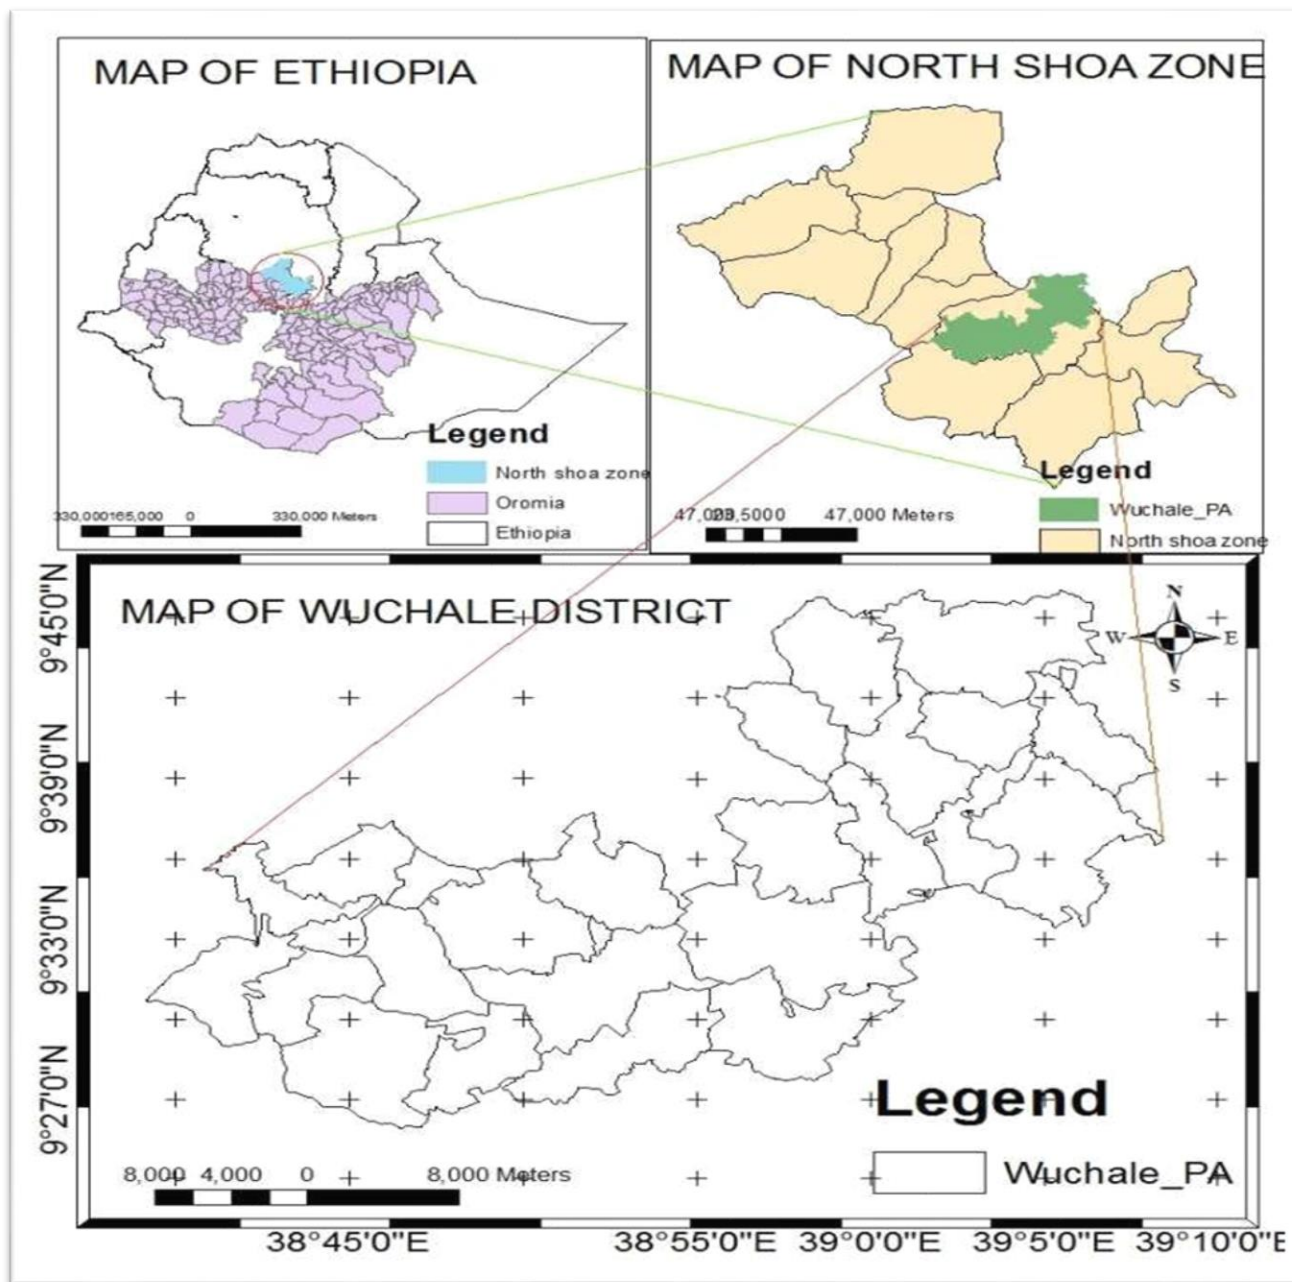 MAP OF ETHIOPIA
Legend
North shoa zone
Oromia
Ethiopia
330,000165,000 0 330,000 Meters
MAP OF NORTH SHOA ZONE
Legend
Wuchale_PA
North shoa zone
0 47,000 Meters
MAP OF WUCHALE DISTRICT
N
W E
S
9°45'0"N
9°39'0"N
9°33'0"N
9°27'0"N
Legend
Wuchale_PA
8,000 4,000 0 8,000 Meters
38°45'0"E 38°55'0"E 39°0'0"E 39°5'0"E 39°10'0"E